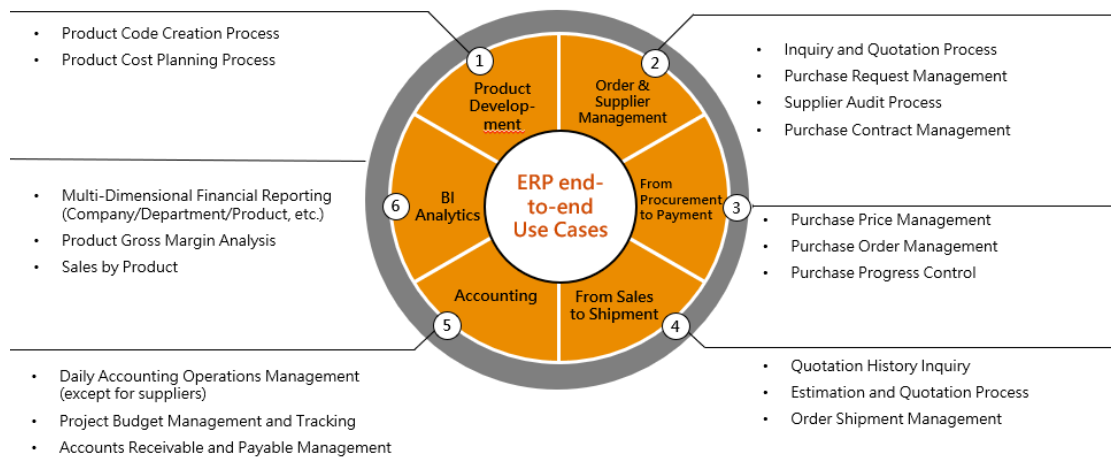 • Product Code Creation Process
• Product Cost Planning Process
1
Product
Develop-
ment
2
Order &
Supplier
Management
• Inquiry and Quotation Process
• Purchase Request Management
• Supplier Audit Process
• Purchase Contract Management
ERP end-
to-end
Use Cases
From
Procurement
to Payment
3
• Purchase Price Management
• Purchase Order Management
• Purchase Progress Control
From Sales
to Shipment
4
• Quotation History Inquiry
• Estimation and Quotation Process
• Order Shipment Management
Accounting
5
• Daily Accounting Operations Management
(except for suppliers)
• Project Budget Management and Tracking
• Accounts Receivable and Payable Management
BI
Analytics
6
• Multi-Dimensional Financial Reporting
(Company/Department/Product, etc.)
• Product Gross Margin Analysis
• Sales by Product